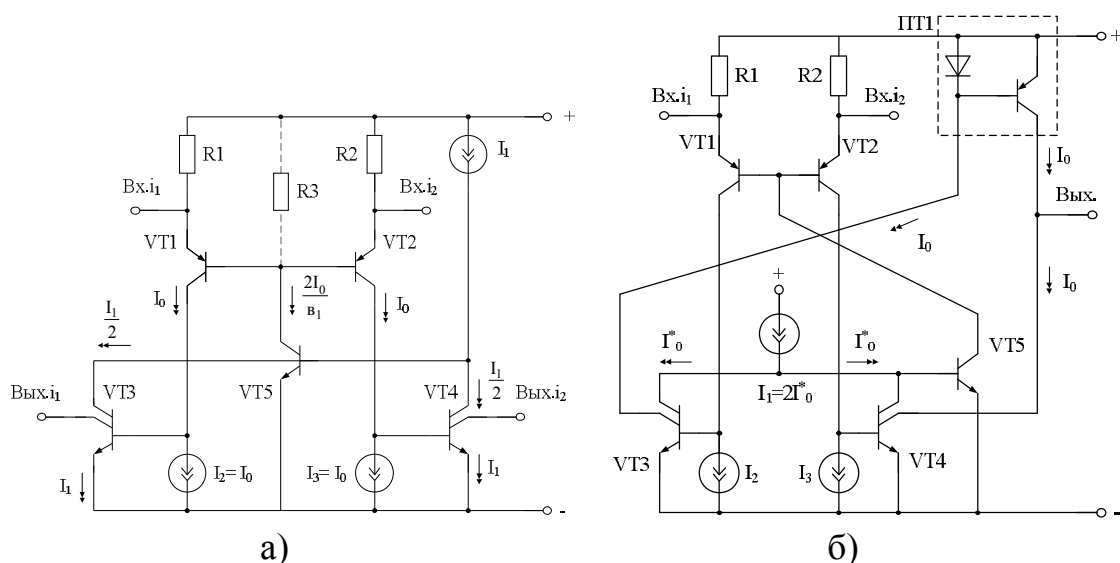 +
R1
R2
I₁
R3
Вх.i₁
Вх.i₂
VT1
VT2
I₀
2I₀/в₁
I₀
I₁/2
VT3
VT5
VT4
I₁/2
Вых.i₁
Вых.i₂
I₂= I₀
I₃= I₀
I₁
I₁
-
а)
ПТ1
+
R1
R2
Вх.i₁
Вх.i₂
VT1
VT2
I₀
Вых.
I₀
I₀
+
I*₀
I*₀
VT5
I₁=2I*₀
VT3
I₂
I₃
VT4
-
б)